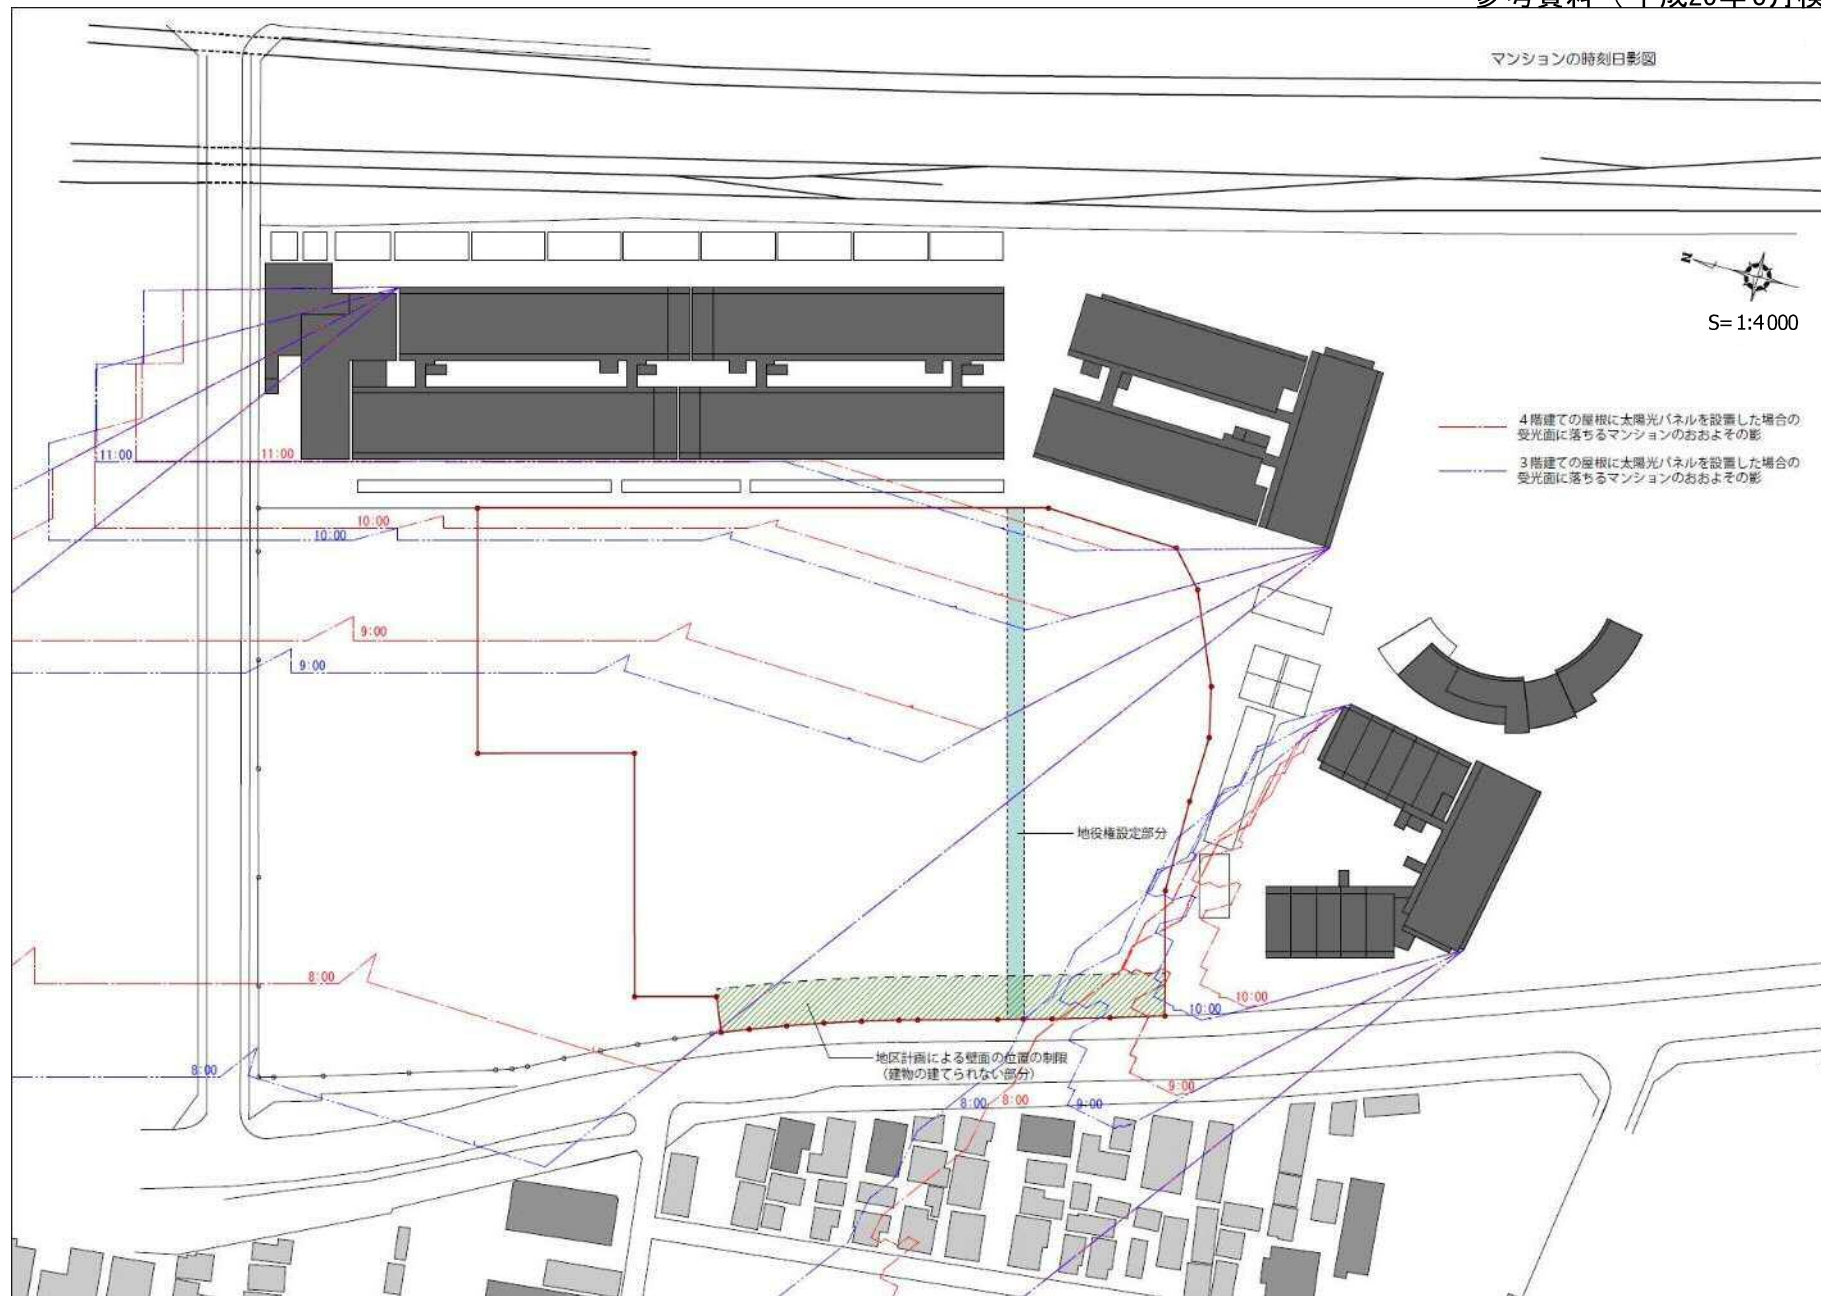 マンションの時刻日影図
N
S=1:4000
4階建ての屋根に太陽光パネルを設置した場合の
受光面に落ちるマンションのおおよその影
3階建ての屋根に太陽光パネルを設置した場合の
受光面に落ちるマンションのおおよその影
11:00
11:00
10:00
10:00
9:00
9:00
地役権設定部分
8:00
10:00
10:00
地区計画による壁面の位置の制限
(建物の建てられない部分)
8:00
9:00
8:00
8:00
9:00